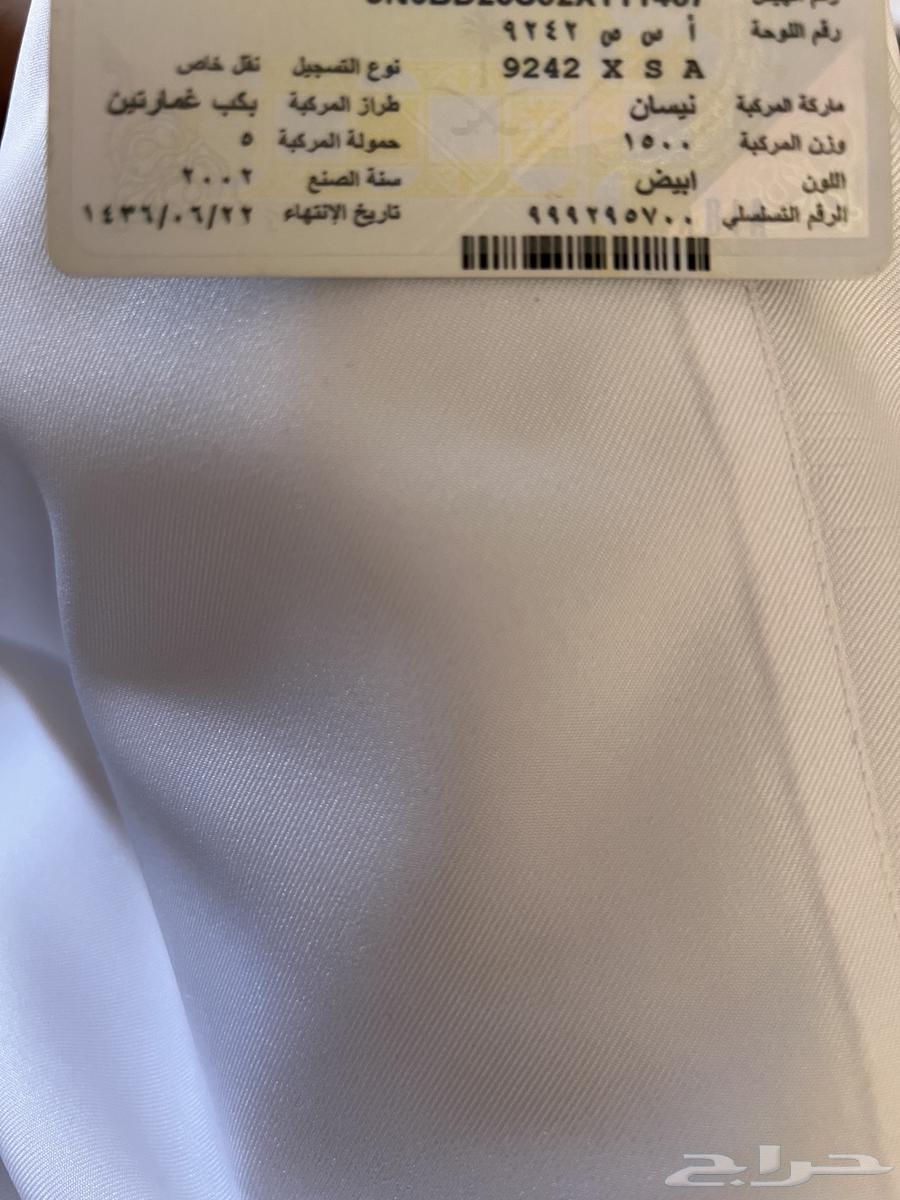 رقم اللوحة أ س ص ٩٢٤٢
9242 X S A نوع التسجيل نقل خاص
ماركة المركبة نيسان طراز المركبة بكب غمارتين
وزن المركبة ١٥٠٠ حمولة المركبة ٥
اللون ابيض سنة الصنع ٢٠٠٢
الرقم التسلسلي ٩٩٩٢٩٥٧٠٠ تاريخ الإنتهاء ١٤٣٦/٠٦/٢٢
حراج